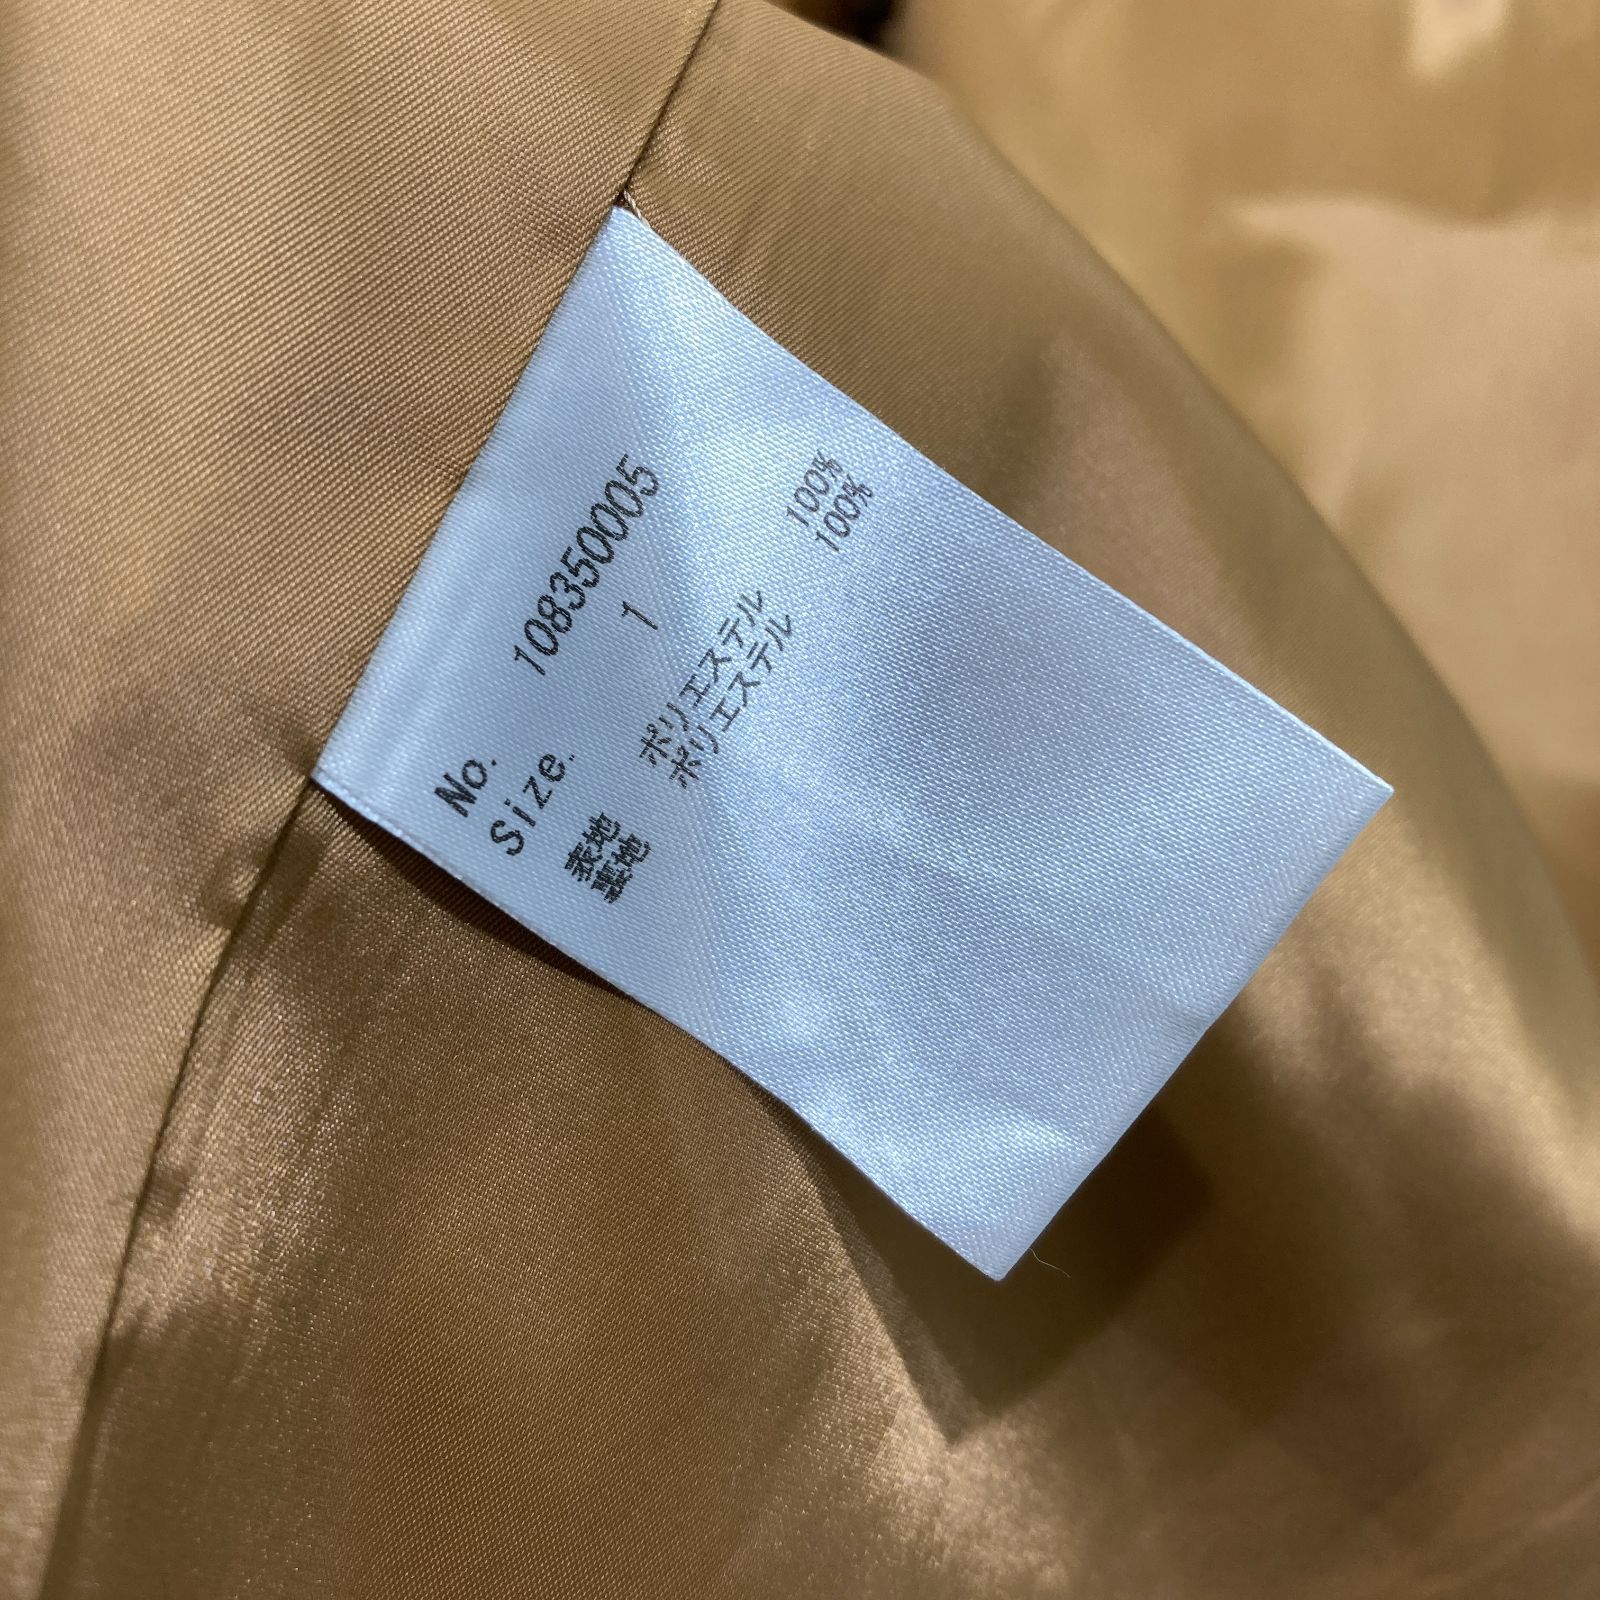 No. 108350005
Size. 1
表地 ポリエステル 100%
裏地 ポリエステル 100%